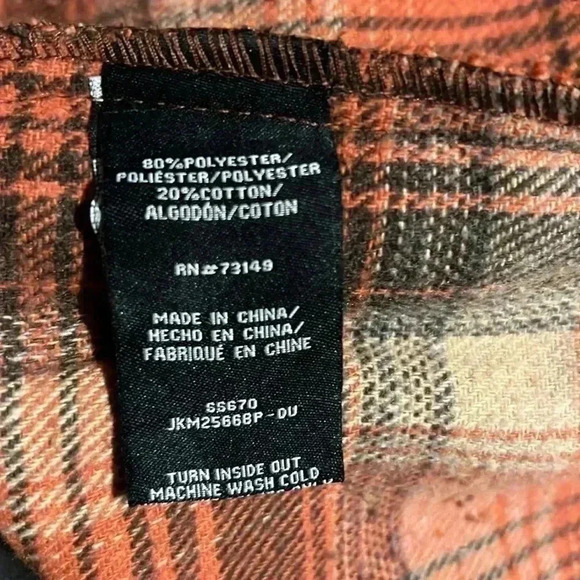 80%POLYESTER/
POLIÉSTER/POLYESTER
20%COTTON/
ALGODÓN/COTON
RN#73149
MADE IN CHINA/
HECHO EN CHINA/
FABRIQUÉ EN CHINE
SS670
JKM25668P-DU
TURN INSIDE OUT
MACHINE WASH COLD